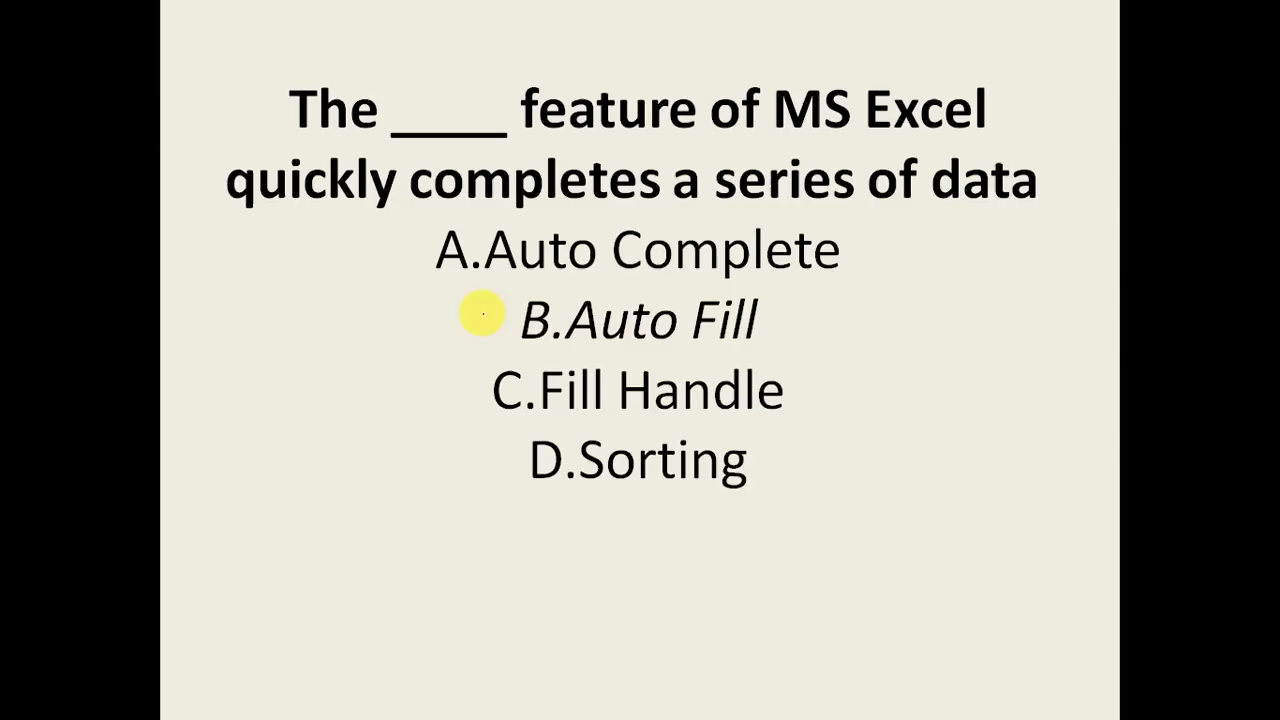 The ____ feature of MS Excel
quickly completes a series of data
A.Auto Complete
B.Auto Fill
C.Fill Handle
D.Sorting